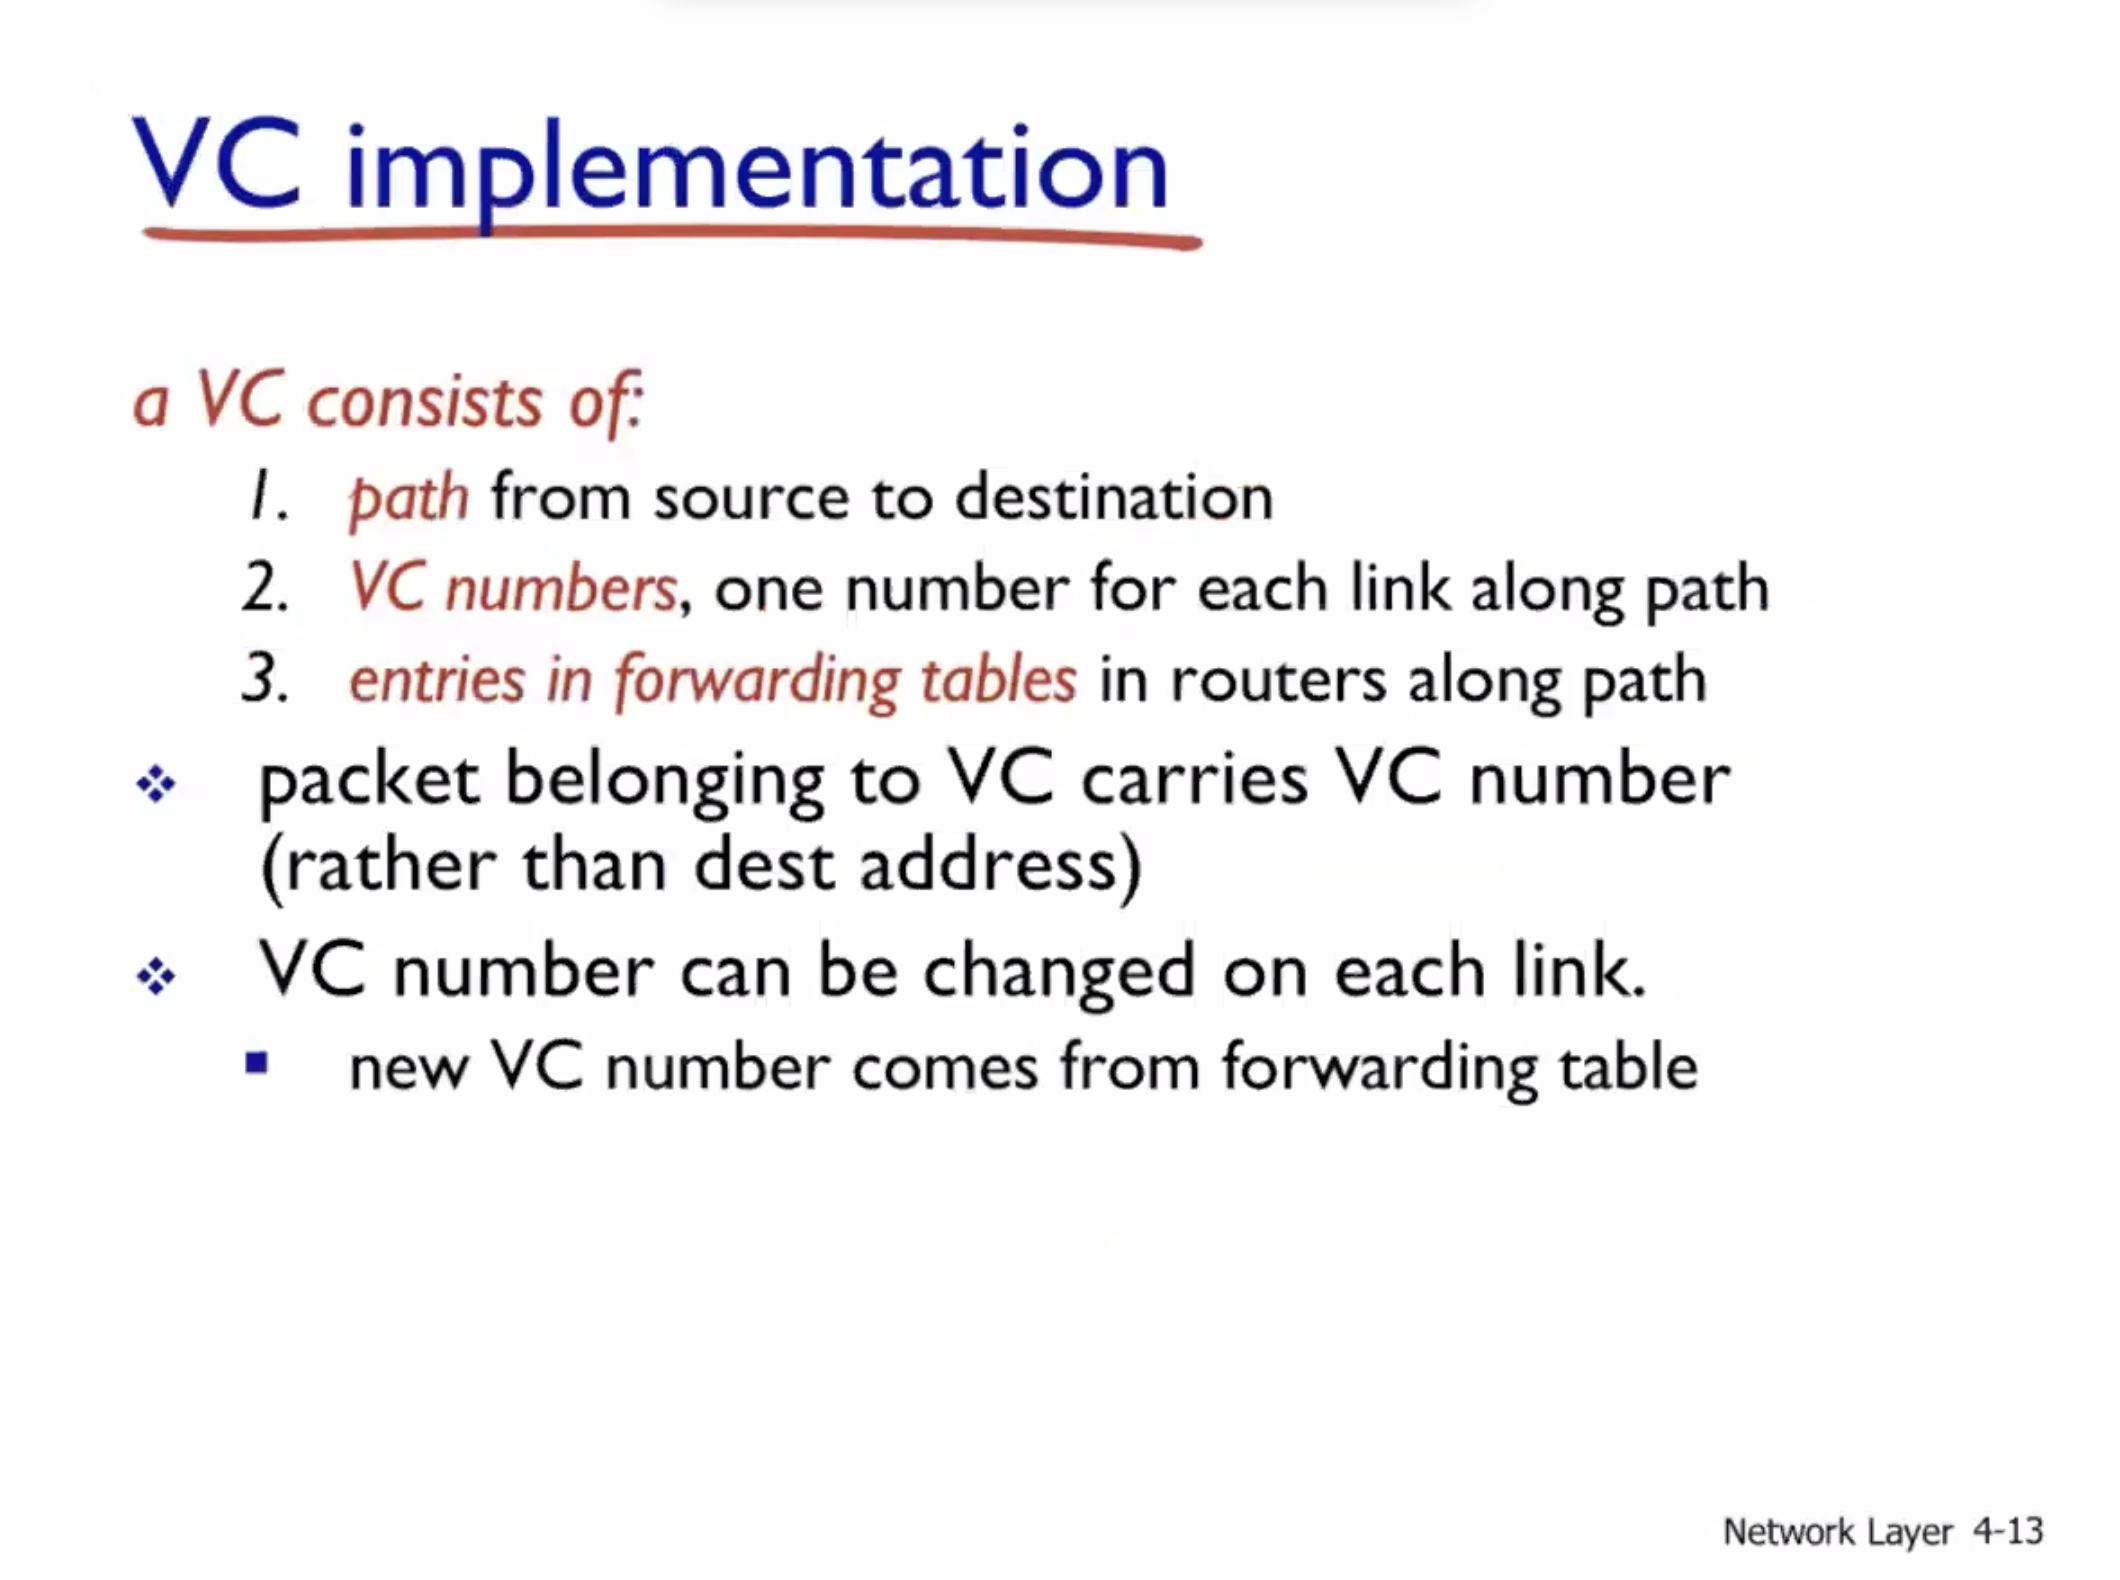 VC implementation
a VC consists of:
1. path from source to destination
2. VC numbers, one number for each link along path
3. entries in forwarding tables in routers along path
❖ packet belonging to VC carries VC number
(rather than dest address)
❖ VC number can be changed on each link.
▪ new VC number comes from forwarding table
Network Layer 4-13